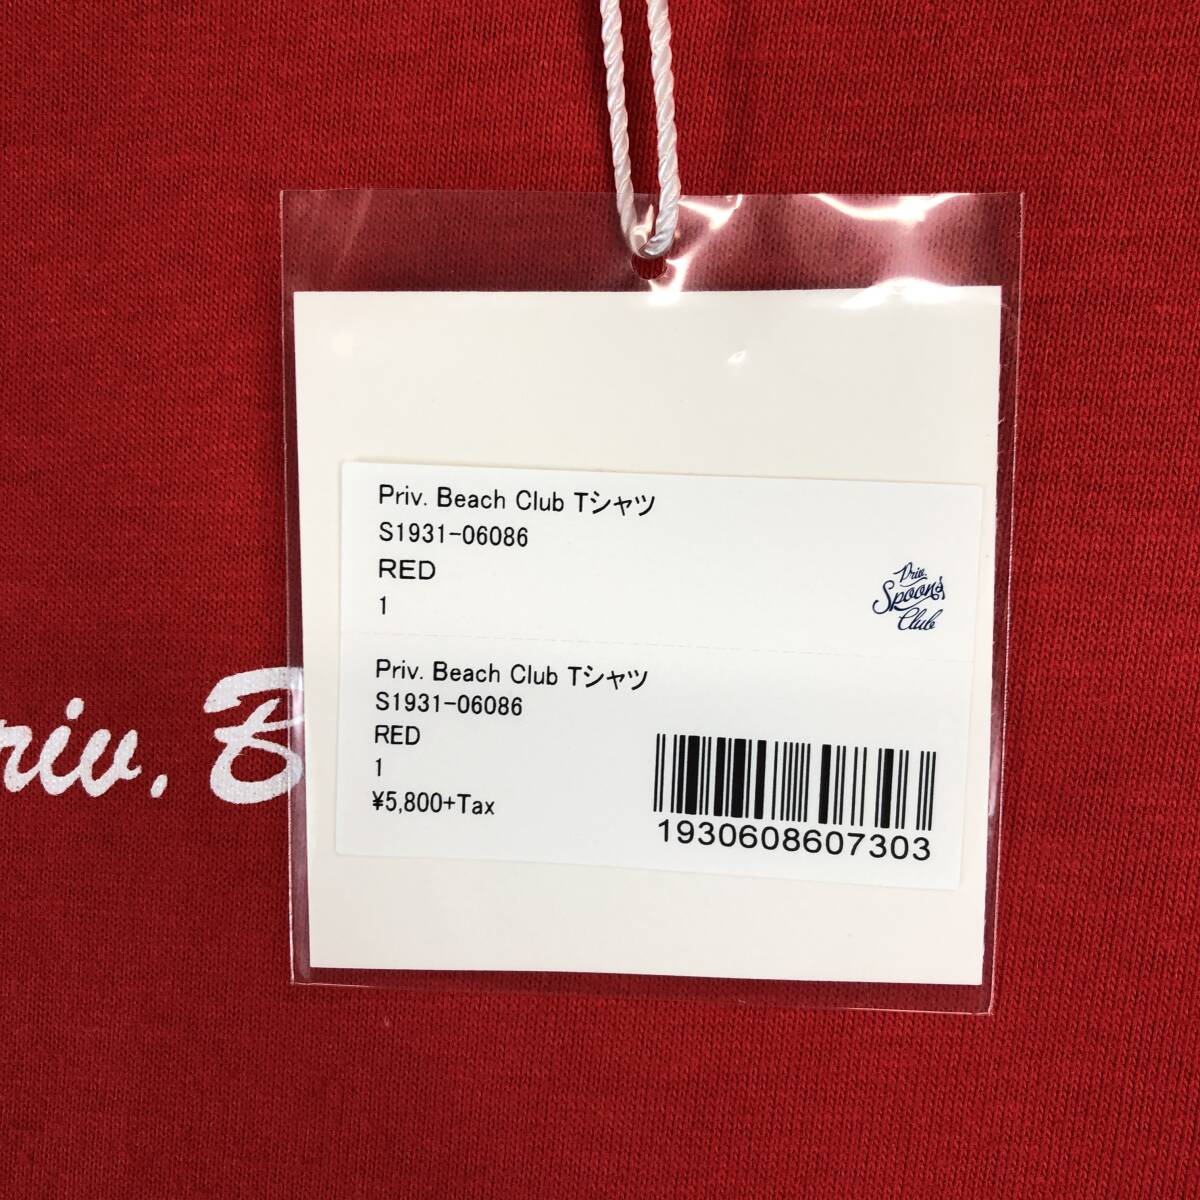 Priv. Beach Club Tシャツ
S1931-06086
RED
1
Priv.
Spoons
Club
Priv. Beach Club Tシャツ
S1931-06086
RED
1
¥5,800+Tax
1930608607303
riv. B